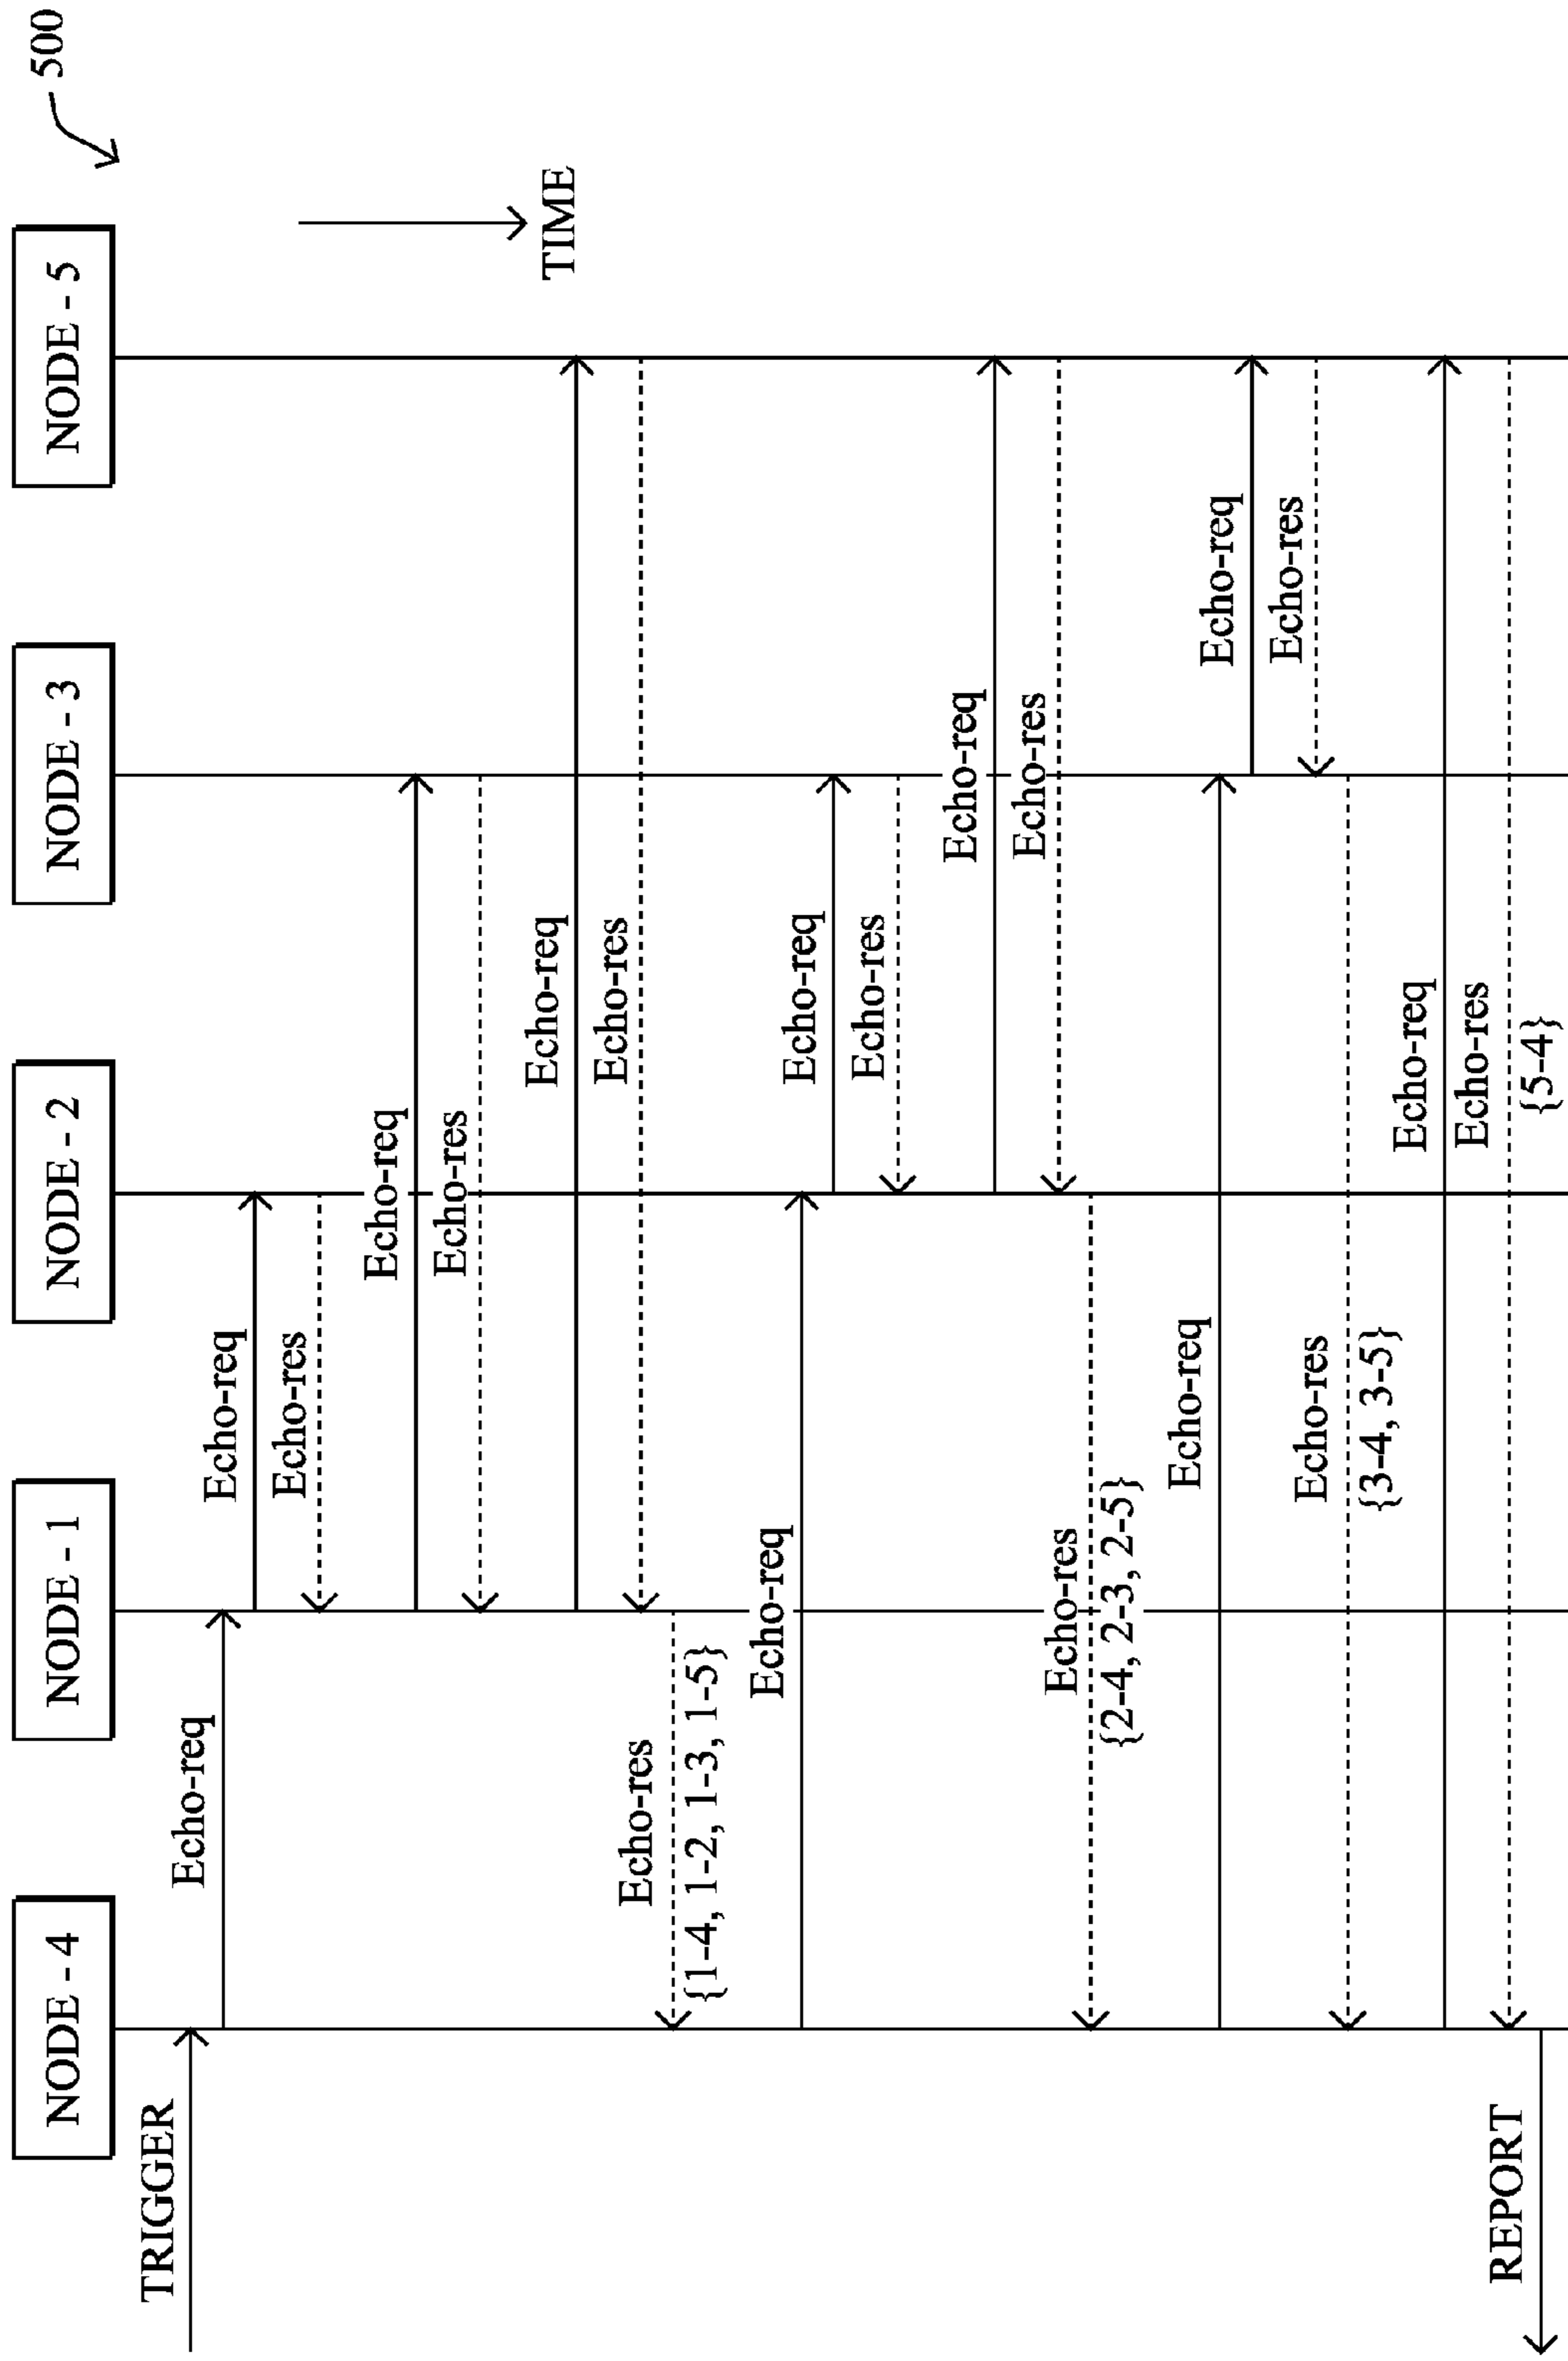 500
NODE - 4
NODE - 1
NODE - 2
NODE - 3
NODE - 5
TRIGGER
Echo-req
Echo-req
Echo-res
Echo-req
Echo-res
TIME
Echo-req
Echo-res
Echo-res
{1-4, 1-2, 1-3, 1-5}
Echo-req
Echo-req
Echo-res
Echo-req
Echo-res
Echo-res
{2-4, 2-3, 2-5}
Echo-req
Echo-req
Echo-res
Echo-res
{3-4, 3-5}
Echo-req
Echo-res
{5-4}
REPORT